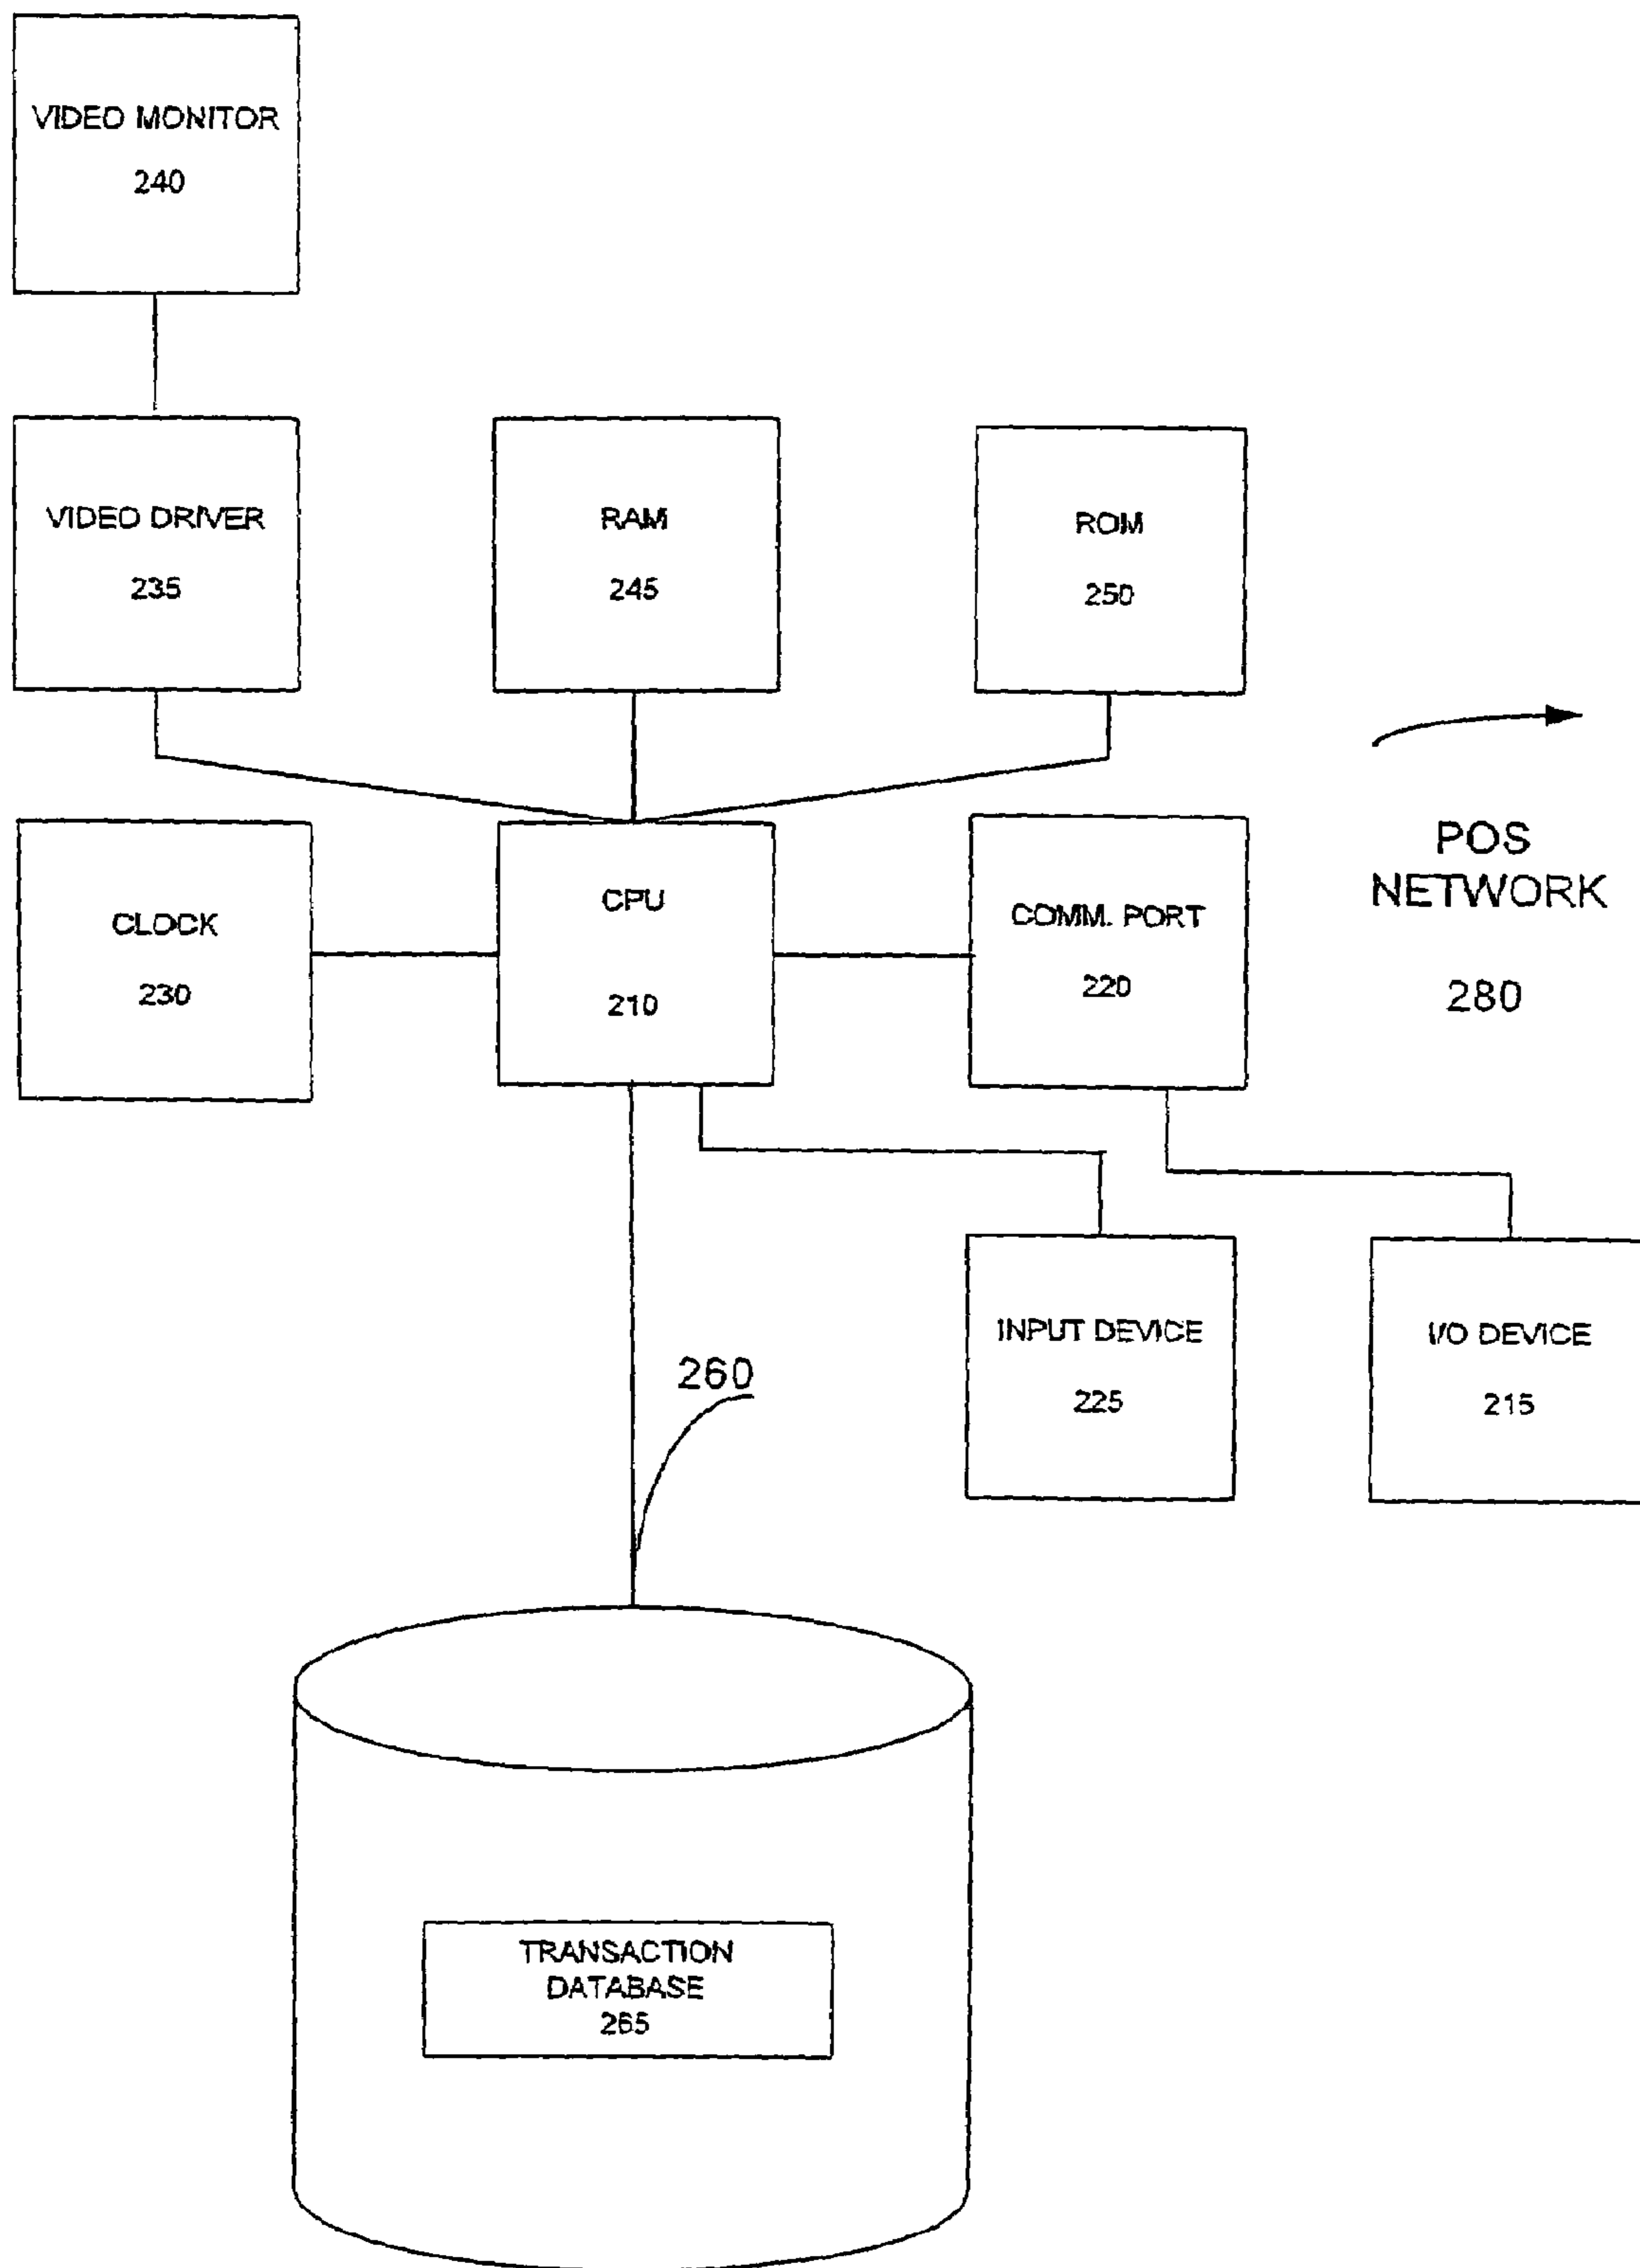 VIDEO MONITOR
240
VIDEO DRIVER
235
RAM
245
ROM
250
CLOCK
230
CPU
210
COMM. PORT
220
POS
NETWORK
280
INPUT DEVICE
225
I/O DEVICE
215
260
TRANSACTION
DATABASE
265